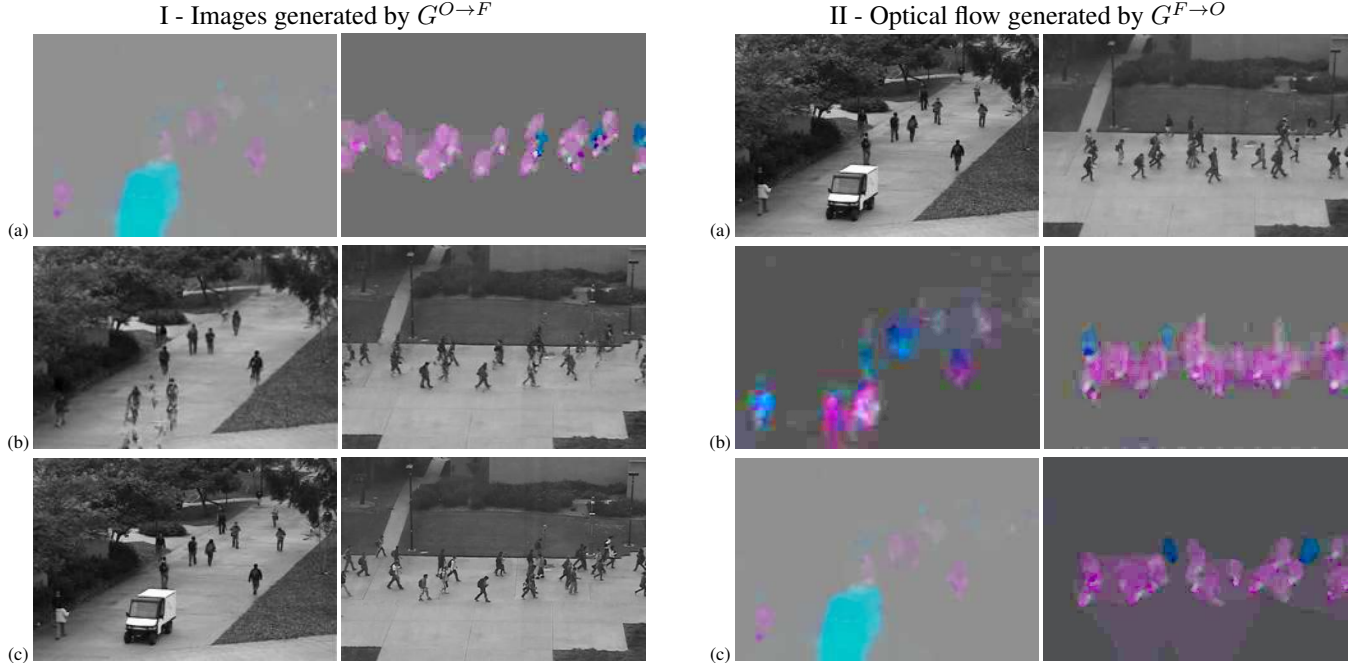 I - Images generated by G^{O→F}
(a)
(b)
(c)
II - Optical flow generated by G^{F→O}
(a)
(b)
(c)